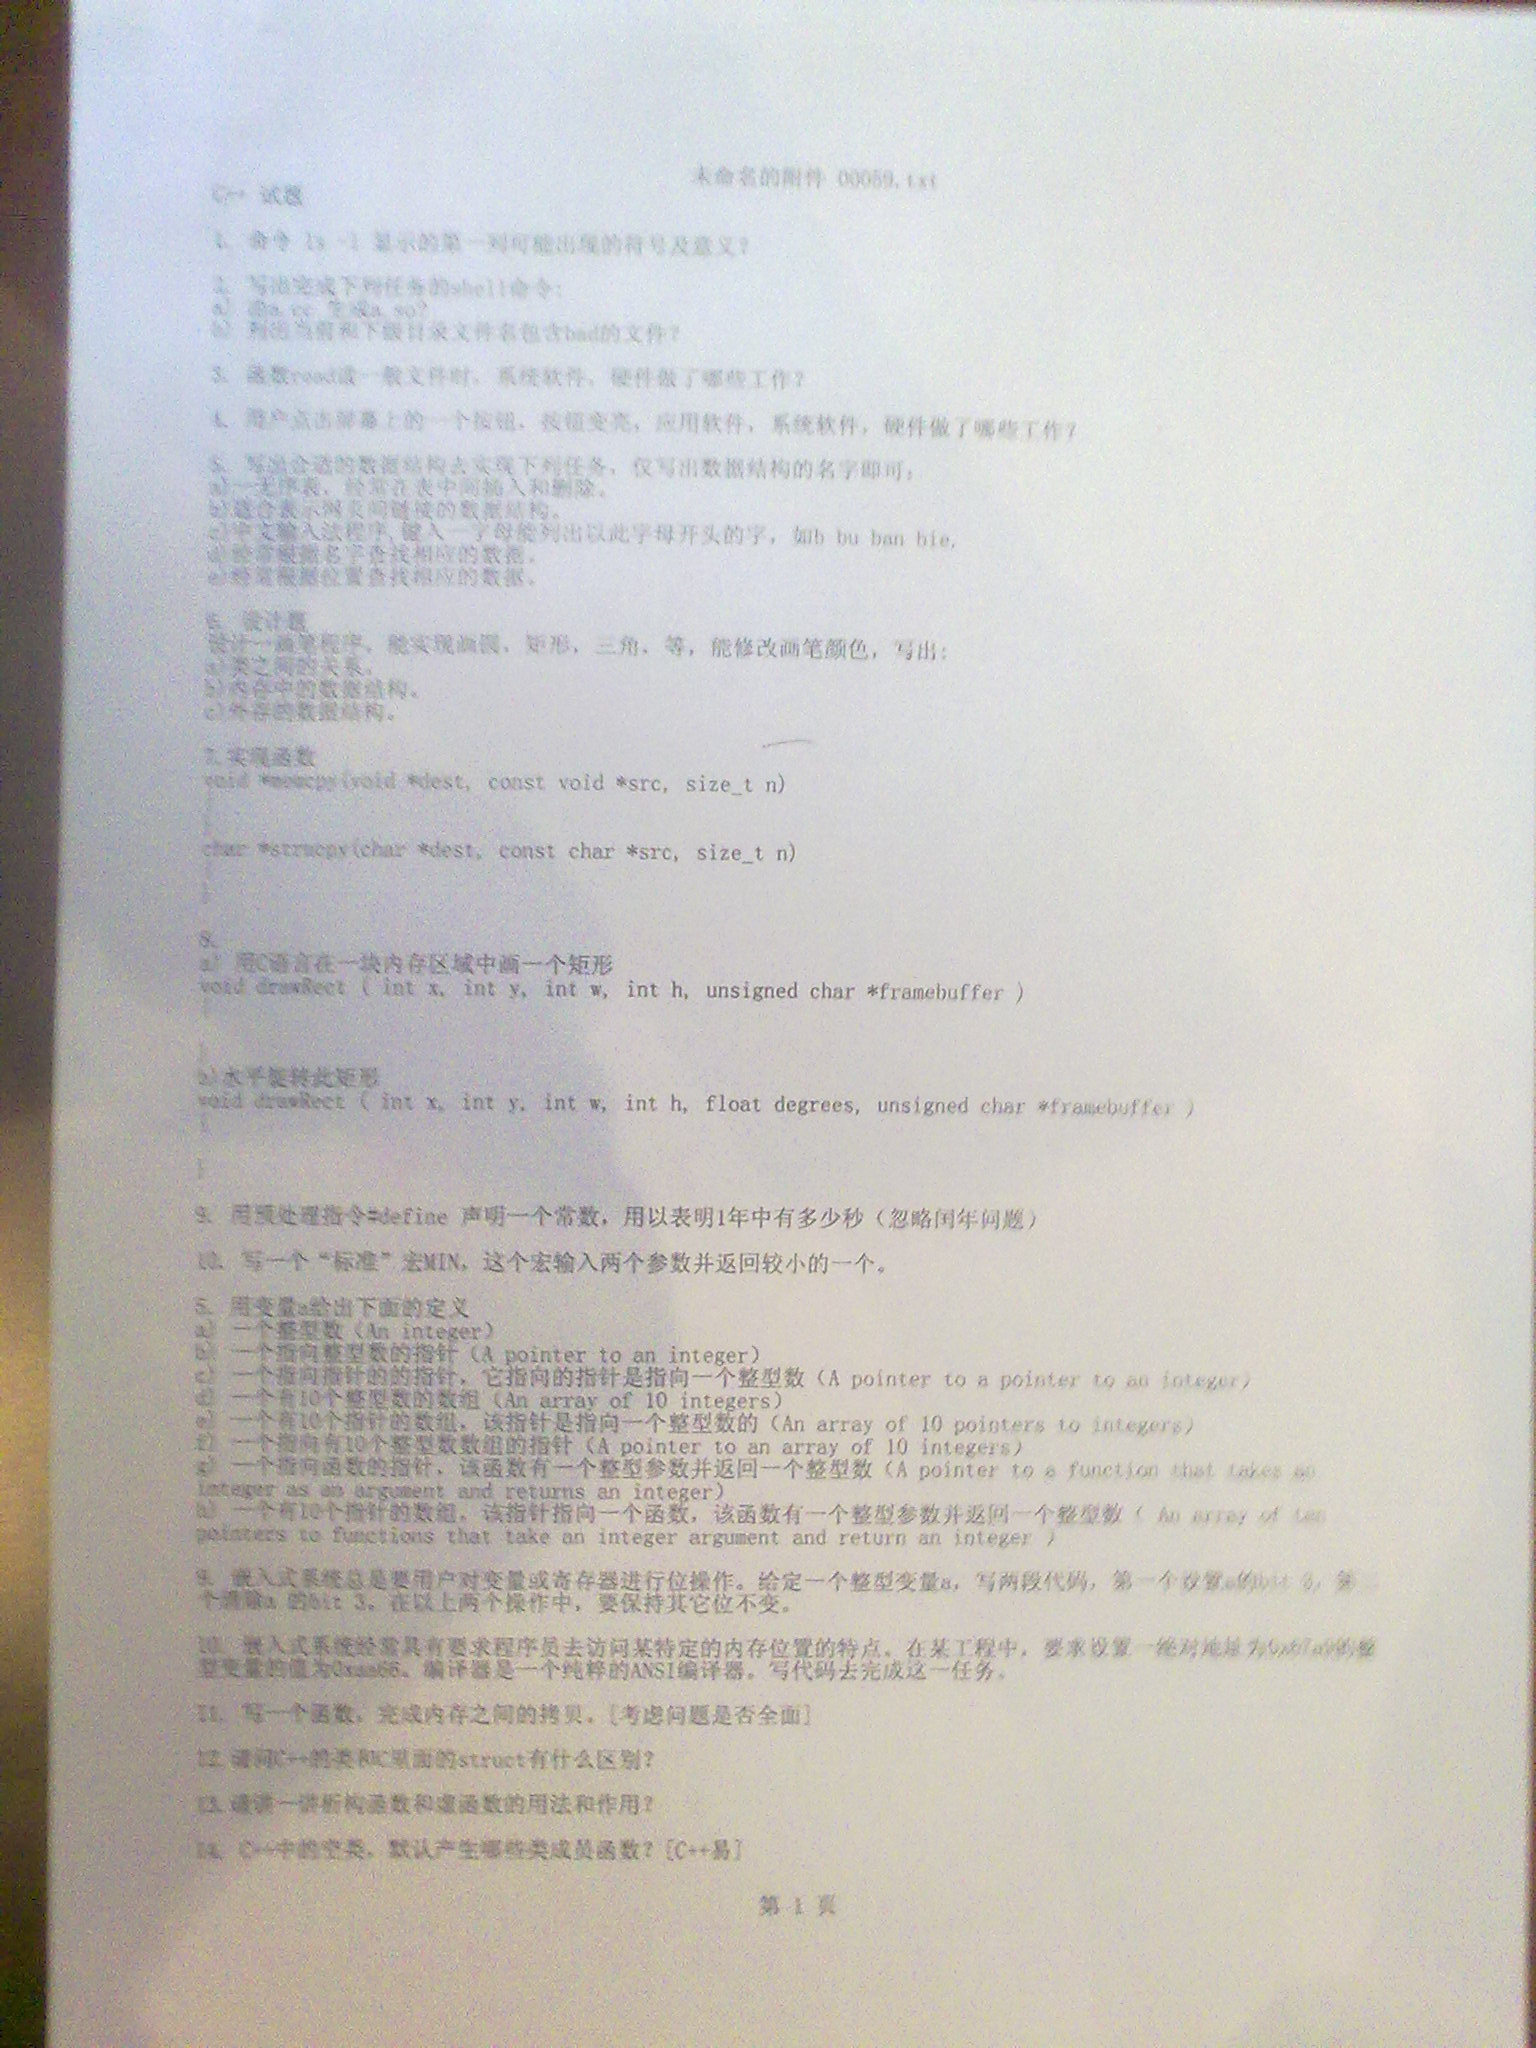 未命名的附件 00059.txt
C++ 试题
1. 命令 ls -l 显示的第一列可能出现的符号及意义?
2. 写出完成下列任务的shell命令:
a) 由a.cc 生成a.so?
b) 列出当前和下级目录文件名包含bad的文件?
3. 函数read读一般文件时，系统软件，硬件做了哪些工作?
4. 用户点击屏幕上的一个按钮，按钮变亮，应用软件，系统软件，硬件做了哪些工作?
5. 写出合适的数据结构去实现下列任务，仅写出数据结构的名字即可。
a)一无序表，经常在表中间插入和删除。
b)适合表示网页间链接的数据结构。
c)中文输入法程序,键入一字母能列出以此字母开头的字，如b bu ban bie.
d)经常根据名字查找相应的数据。
e)经常根据位置查找相应的数据。
6. 设计题
设计一画笔程序，能实现画圆，矩形，三角，等，能修改画笔颜色，写出:
a)类之间的关系。
b)内存中的数据结构。
c)外存的数据结构。
7.实现函数
void *memcpy(void *dest, const void *src, size_t n)
char *strncpy(char *dest, const char *src, size_t n)
8.
a) 用C语言在一块内存区域中画一个矩形
void drawRect ( int x, int y, int w, int h, unsigned char *framebuffer )
b)水平旋转此矩形
void drawRect ( int x, int y, int w, int h, float degrees, unsigned char *framebuffer )
9. 用预处理指令#define 声明一个常数，用以表明1年中有多少秒（忽略闰年问题）
10. 写一个“标准”宏MIN，这个宏输入两个参数并返回较小的一个。
5. 用变量a给出下面的定义
a) 一个整型数（An integer）
b) 一个指向整型数的指针（A pointer to an integer）
c) 一个指向指针的的指针，它指向的指针是指向一个整型数（A pointer to a pointer to an integer）
d) 一个有10个整型数的数组（An array of 10 integers）
e) 一个有10个指针的数组，该指针是指向一个整型数的（An array of 10 pointers to integers）
f) 一个指向有10个整型数数组的指针（A pointer to an array of 10 integers）
g) 一个指向函数的指针，该函数有一个整型参数并返回一个整型数（A pointer to a function that takes an
integer as an argument and returns an integer）
h) 一个有10个指针的数组，该指针指向一个函数，该函数有一个整型参数并返回一个整型数（ An array of ten
pointers to functions that take an integer argument and return an integer ）
9. 嵌入式系统总是要用户对变量或寄存器进行位操作。给定一个整型变量a，写两段代码，第一个设置a的bit 3，第
个清除a 的bit 3。在以上两个操作中，要保持其它位不变。
10. 嵌入式系统经常具有要求程序员去访问某特定的内存位置的特点。在某工程中，要求设置一绝对地址为0x67a9的整
型变量的值为0xaa66。编译器是一个纯粹的ANSI编译器。写代码去完成这一任务。
11. 写一个函数，完成内存之间的拷贝。[考虑问题是否全面]
12.请问C++的类和C里面的struct有什么区别?
13.请讲一讲析构函数和虚函数的用法和作用?
14. C++中的空类，默认产生哪些类成员函数? [C++易]
第 1 页